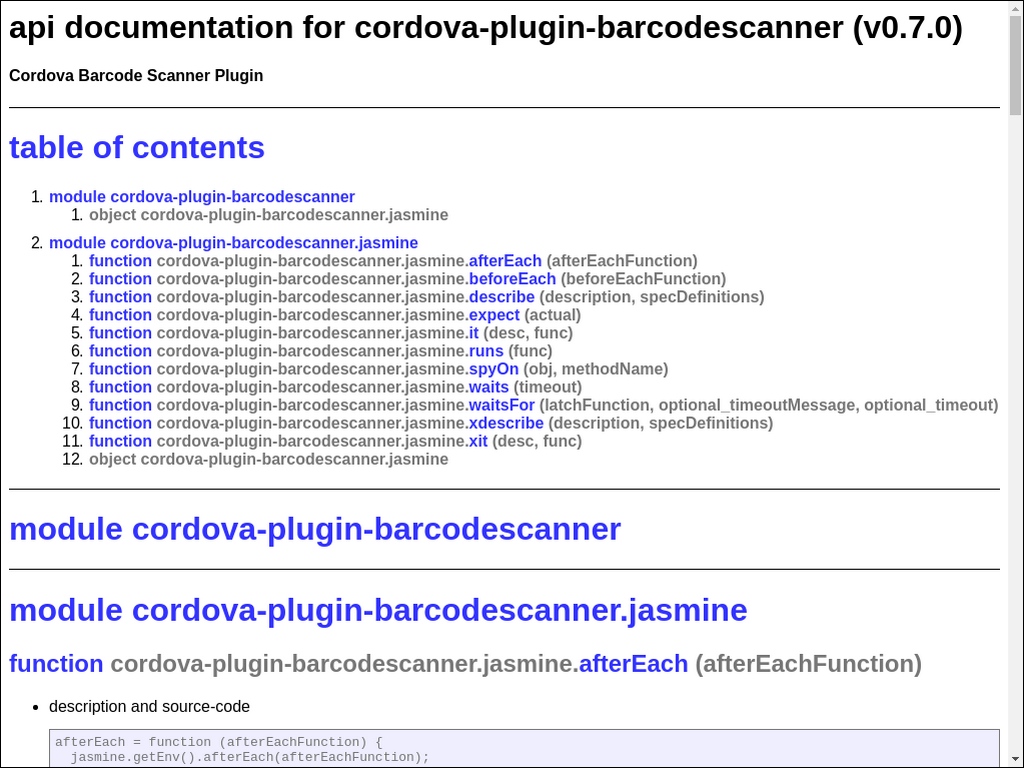 api documentation for cordova-plugin-barcodescanner (v0.7.0)
Cordova Barcode Scanner Plugin
table of contents
1. module cordova-plugin-barcodescanner
1. object cordova-plugin-barcodescanner.jasmine
2. module cordova-plugin-barcodescanner.jasmine
1. function cordova-plugin-barcodescanner.jasmine.afterEach (afterEachFunction)
2. function cordova-plugin-barcodescanner.jasmine.beforeEach (beforeEachFunction)
3. function cordova-plugin-barcodescanner.jasmine.describe (description, specDefinitions)
4. function cordova-plugin-barcodescanner.jasmine.expect (actual)
5. function cordova-plugin-barcodescanner.jasmine.it (desc, func)
6. function cordova-plugin-barcodescanner.jasmine.runs (func)
7. function cordova-plugin-barcodescanner.jasmine.spyOn (obj, methodName)
8. function cordova-plugin-barcodescanner.jasmine.waits (timeout)
9. function cordova-plugin-barcodescanner.jasmine.waitsFor (latchFunction, optional_timeoutMessage, optional_timeout)
10. function cordova-plugin-barcodescanner.jasmine.xdescribe (description, specDefinitions)
11. function cordova-plugin-barcodescanner.jasmine.xit (desc, func)
12. object cordova-plugin-barcodescanner.jasmine
module cordova-plugin-barcodescanner
module cordova-plugin-barcodescanner.jasmine
function cordova-plugin-barcodescanner.jasmine.afterEach (afterEachFunction)
• description and source-code
afterEach = function (afterEachFunction) {
jasmine.getEnv().afterEach(afterEachFunction);